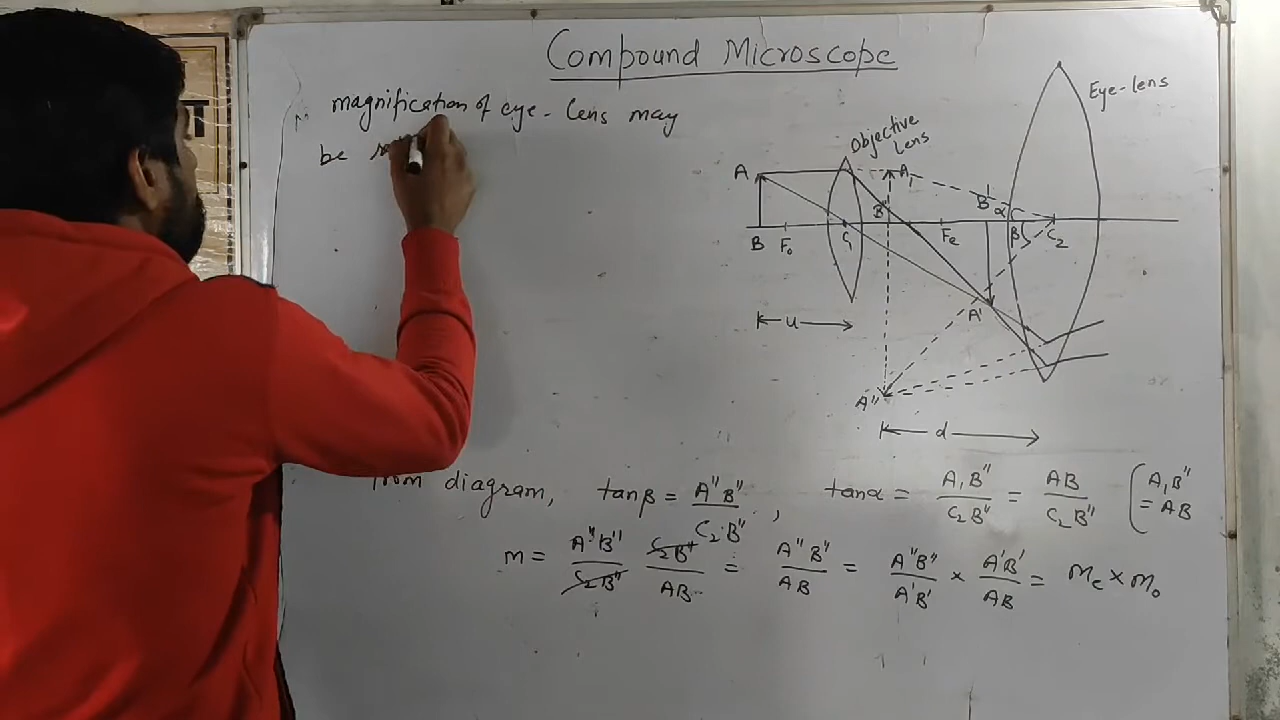 Compound Microscope
magnification of eye-lens may
be
Eye-lens
Objective
Lens
A
A₁
B'
α
B"
B
F₀
C₁
Fₑ
β
C₂
u
A'
A"
d
from diagram, tanβ = A"B" / C₂B" , tanα = A₁B" / C₂B" = AB / C₂B" ( A₁B" = AB
m = A"B" / C₂B" C₂B" / AB = A"B" / AB = A"B" / A'B' × A'B' / AB = mₑ × m₀